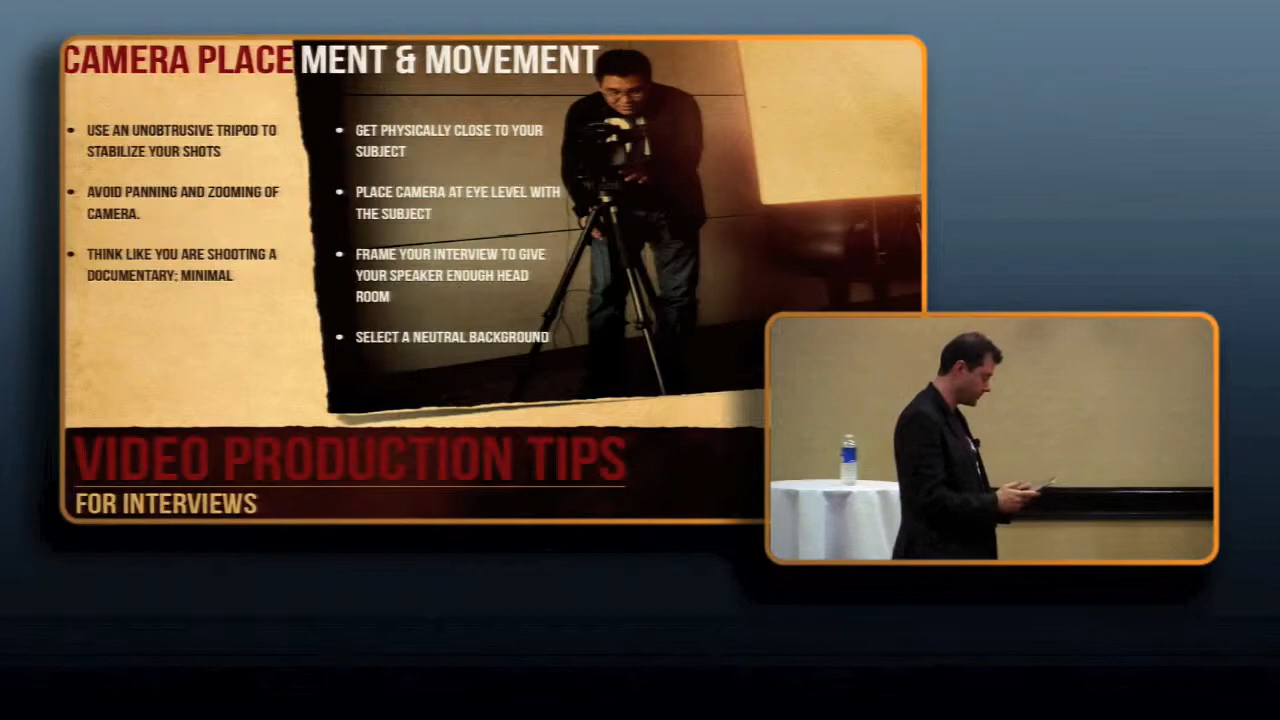 CAMERA PLACEMENT & MOVEMENT
USE AN UNOBTRUSIVE TRIPOD TO
STABILIZE YOUR SHOTS
AVOID PANNING AND ZOOMING OF
CAMERA.
THINK LIKE YOU ARE SHOOTING A
DOCUMENTARY; MINIMAL
GET PHYSICALLY CLOSE TO YOUR
SUBJECT
PLACE CAMERA AT EYE LEVEL WITH
THE SUBJECT
FRAME YOUR INTERVIEW TO GIVE
YOUR SPEAKER ENOUGH HEAD
ROOM
SELECT A NEUTRAL BACKGROUND
VIDEO PRODUCTION TIPS
FOR INTERVIEWS